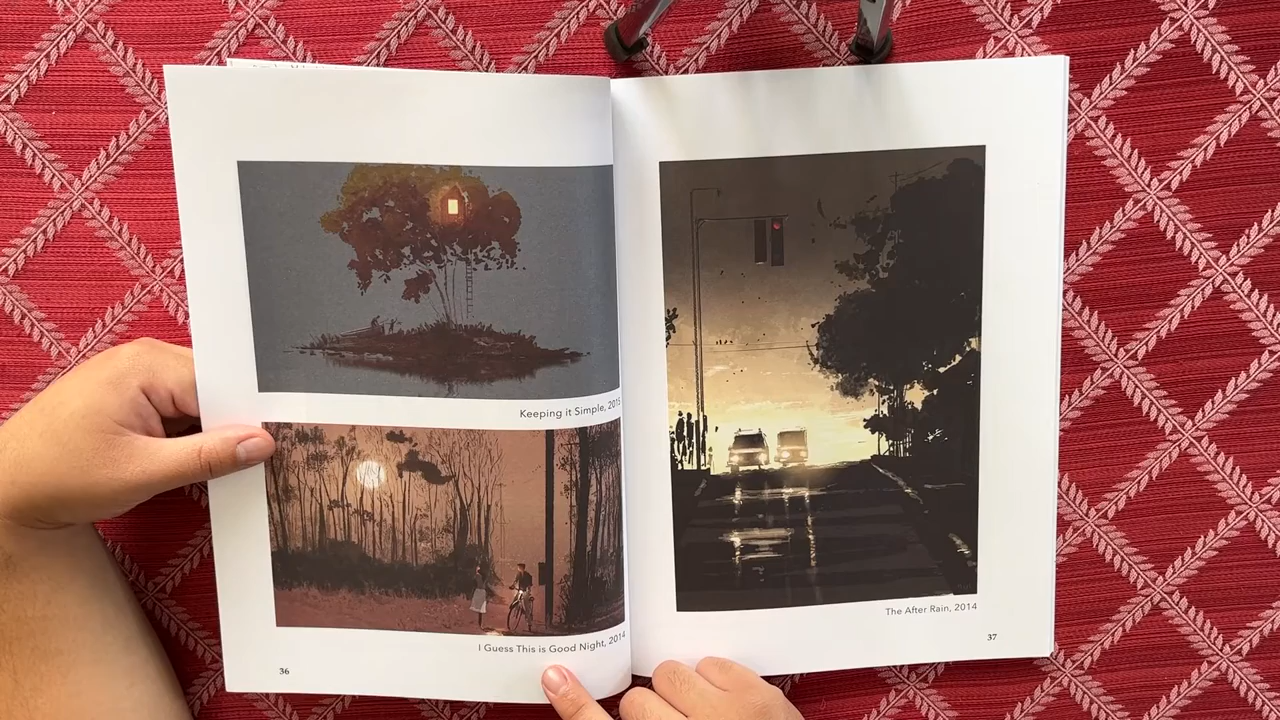 Keeping it Simple, 2015
I Guess This is Good Night, 2014
36
The After Rain, 2014
37